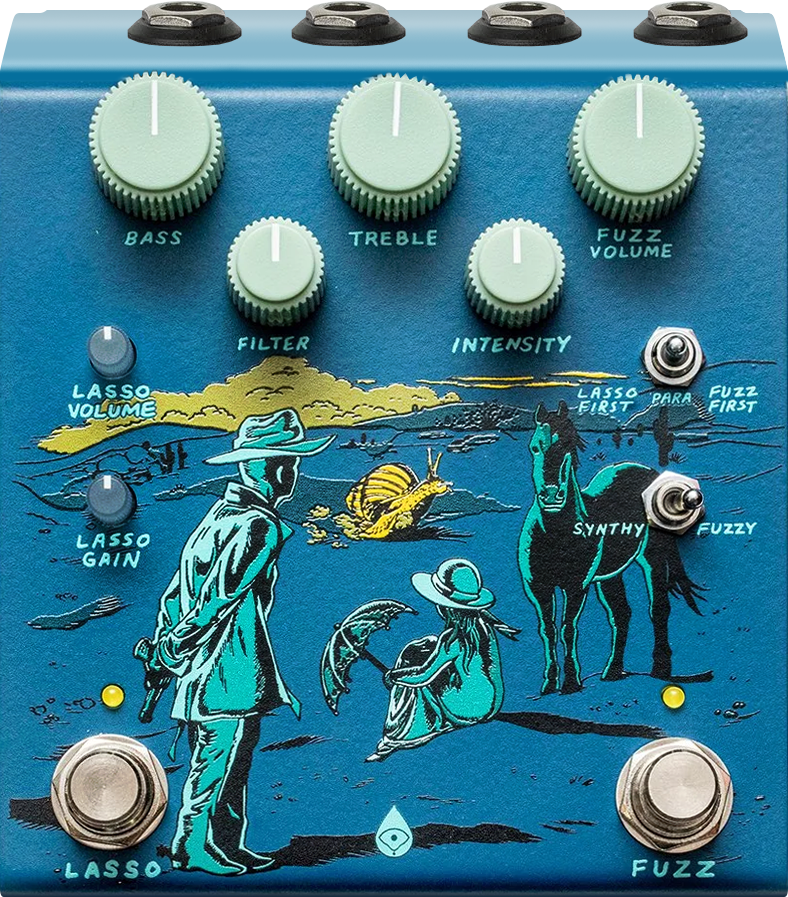 BASS
TREBLE
FUZZ
VOLUME
FILTER
INTENSITY
LASSO
VOLUME
LASSO
FIRST
PARA
FUZZ
FIRST
LASSO
GAIN
SYNTHY
FUZZY
LASSO
FUZZ